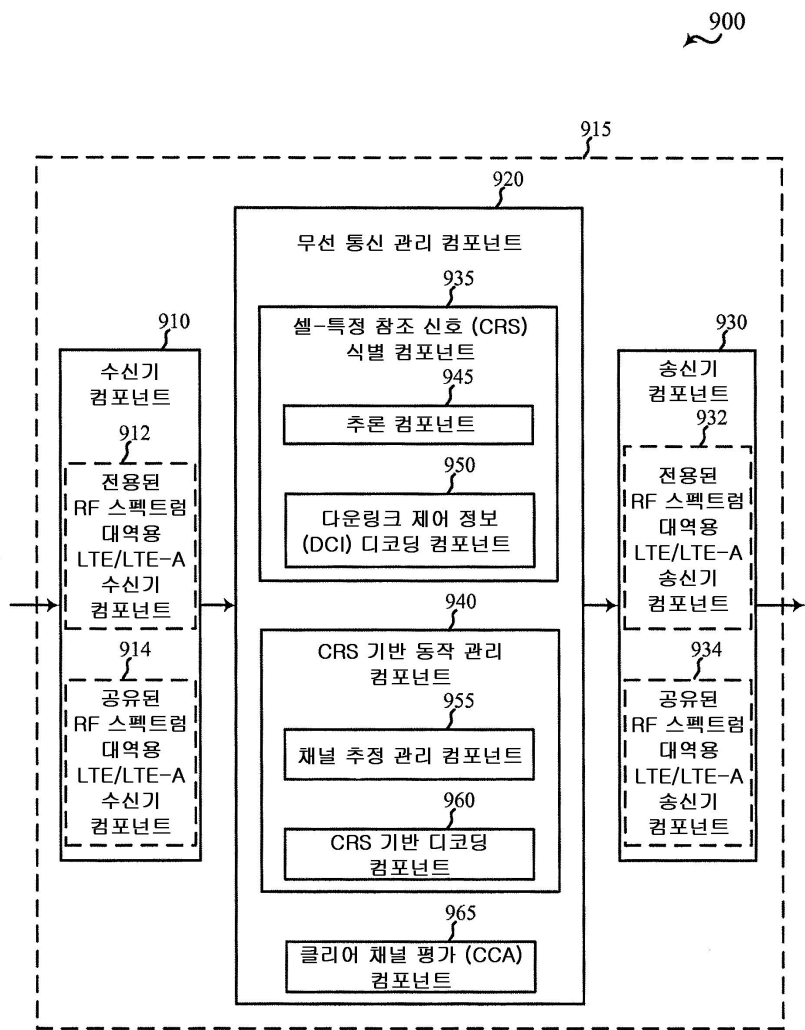 900
915
920
무선 통신 관리 컴포넌트
935
셀-특정 참조 신호 (CRS)
식별 컴포넌트
945
추론 컴포넌트
950
다운링크 제어 정보
(DCI) 디코딩 컴포넌트
910
수신기
컴포넌트
912
전용된
RF 스펙트럼
대역용
LTE/LTE-A
수신기
컴포넌트
914
공유된
RF 스펙트럼
대역용
LTE/LTE-A
수신기
컴포넌트
940
CRS 기반 동작 관리
컴포넌트
955
채널 추정 관리 컴포넌트
960
CRS 기반 디코딩
컴포넌트
965
클리어 채널 평가 (CCA)
컴포넌트
930
송신기
컴포넌트
932
전용된
RF 스펙트럼
대역용
LTE/LTE-A
송신기
컴포넌트
934
공유된
RF 스펙트럼
대역용
LTE/LTE-A
송신기
컴포넌트